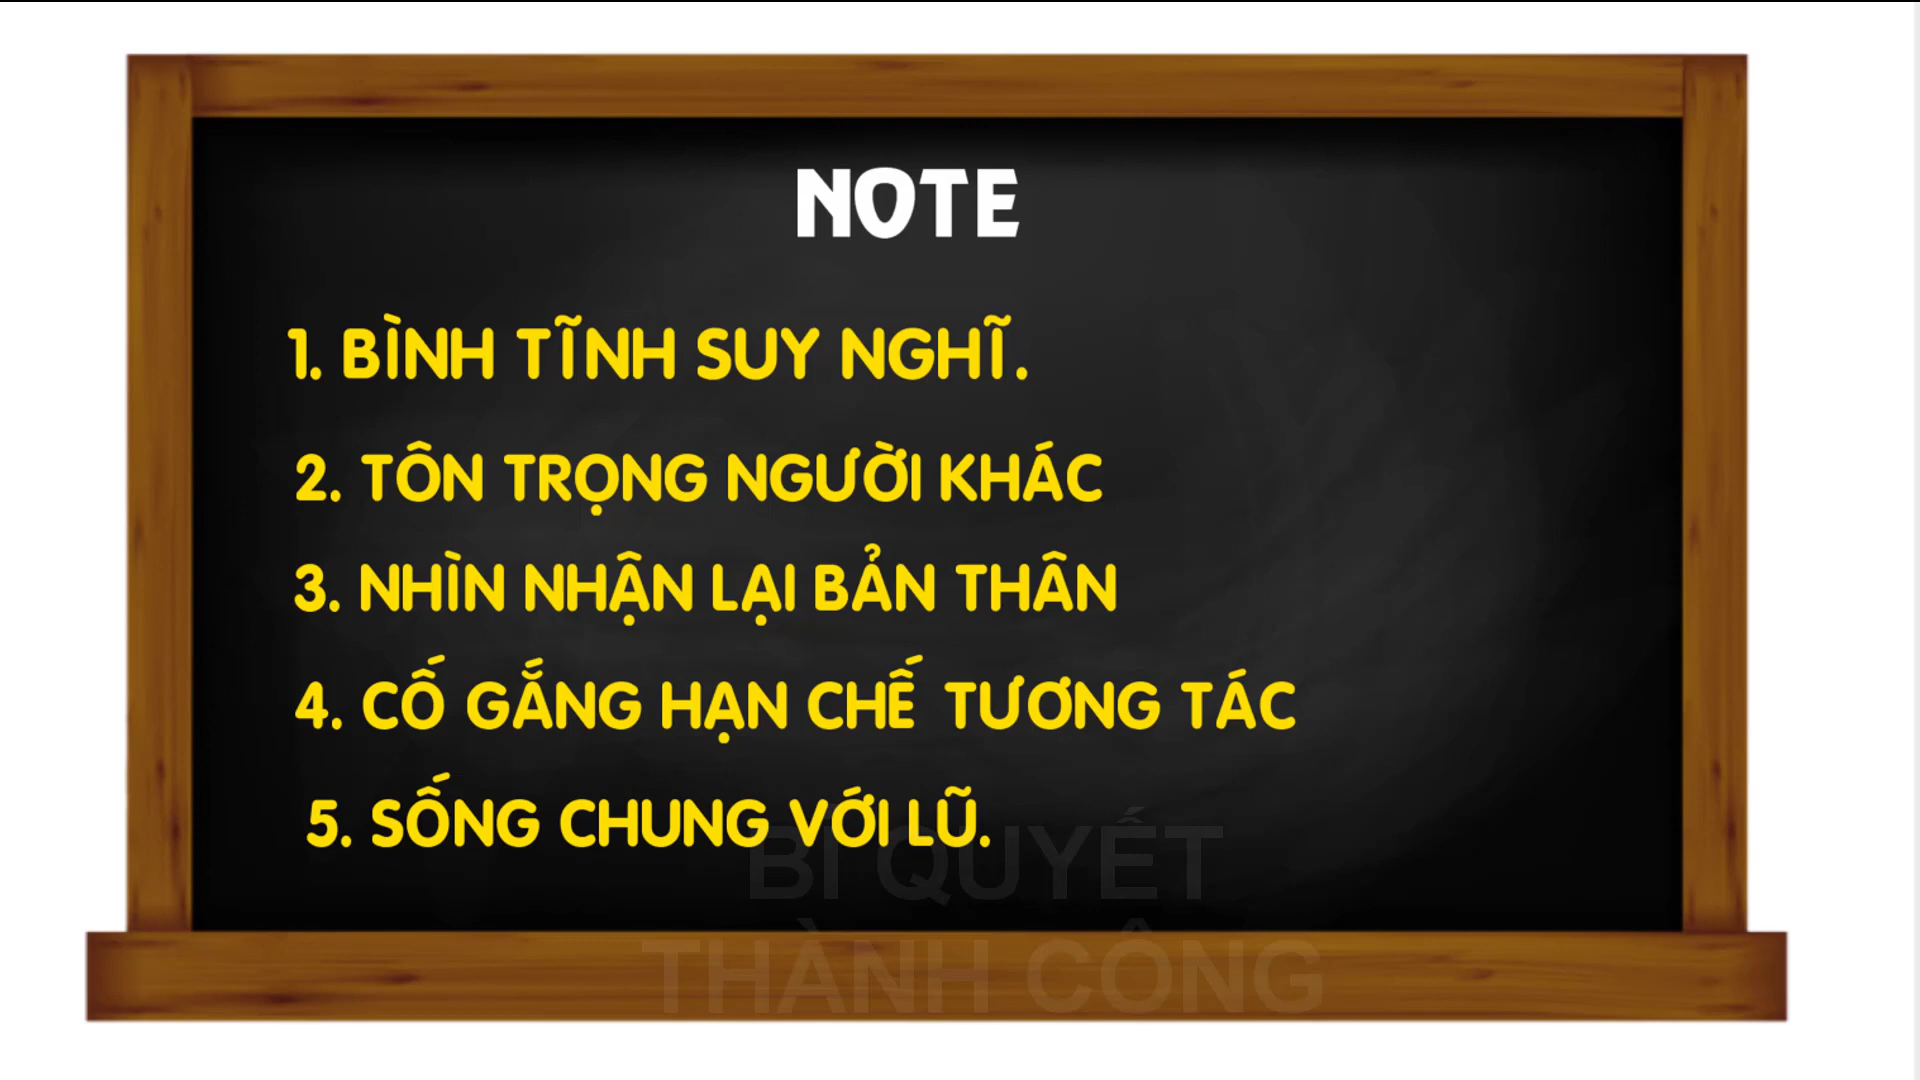 NOTE
1. BÌNH TĨNH SUY NGHĨ.
2. TÔN TRỌNG NGƯỜI KHÁC
3. NHÌN NHẬN LẠI BẢN THÂN
4. CỐ GẮNG HẠN CHẾ TƯƠNG TÁC
5. SỐNG CHUNG VỚI LŨ.
BÍ QUYẾT
THÀNH CÔNG